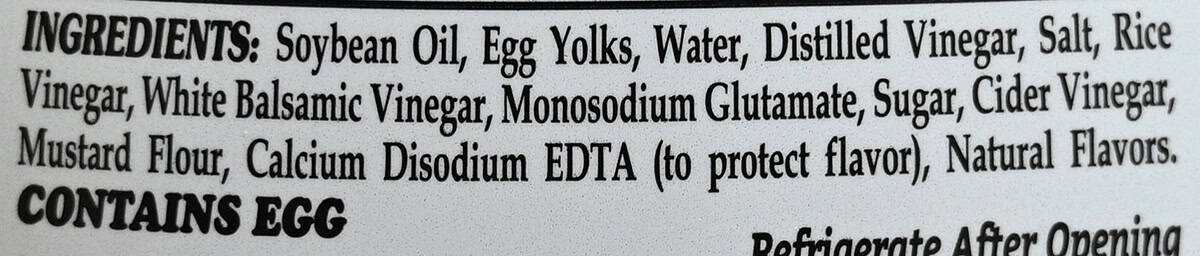 INGREDIENTS: Soybean Oil, Egg Yolks, Water, Distilled Vinegar, Salt, Rice
Vinegar, White Balsamic Vinegar, Monosodium Glutamate, Sugar, Cider Vinegar,
Mustard Flour, Calcium Disodium EDTA (to protect flavor), Natural Flavors.
CONTAINS EGG
Refrigerate After Opening